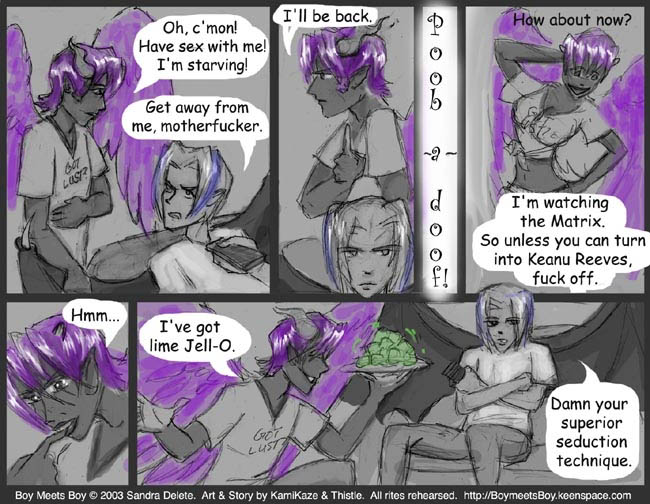 Oh, c'mon!
Have sex with me!
I'm starving!
Get away from
me, motherfucker.
GOT
LUST?
I'll be back.
Poob
~a~
doof!
How about now?
I'm watching
the Matrix.
So unless you can turn
into Keanu Reeves,
fuck off.
Hmm...
I've got
lime Jell-O.
GOT
LUST?
Damn your
superior
seduction
technique.
Boy Meets Boy © 2003 Sandra Delete. Art & Story by KamiKaze & Thistle. All rites rehearsed. http://BoymeetsBoy.keenspace.com/